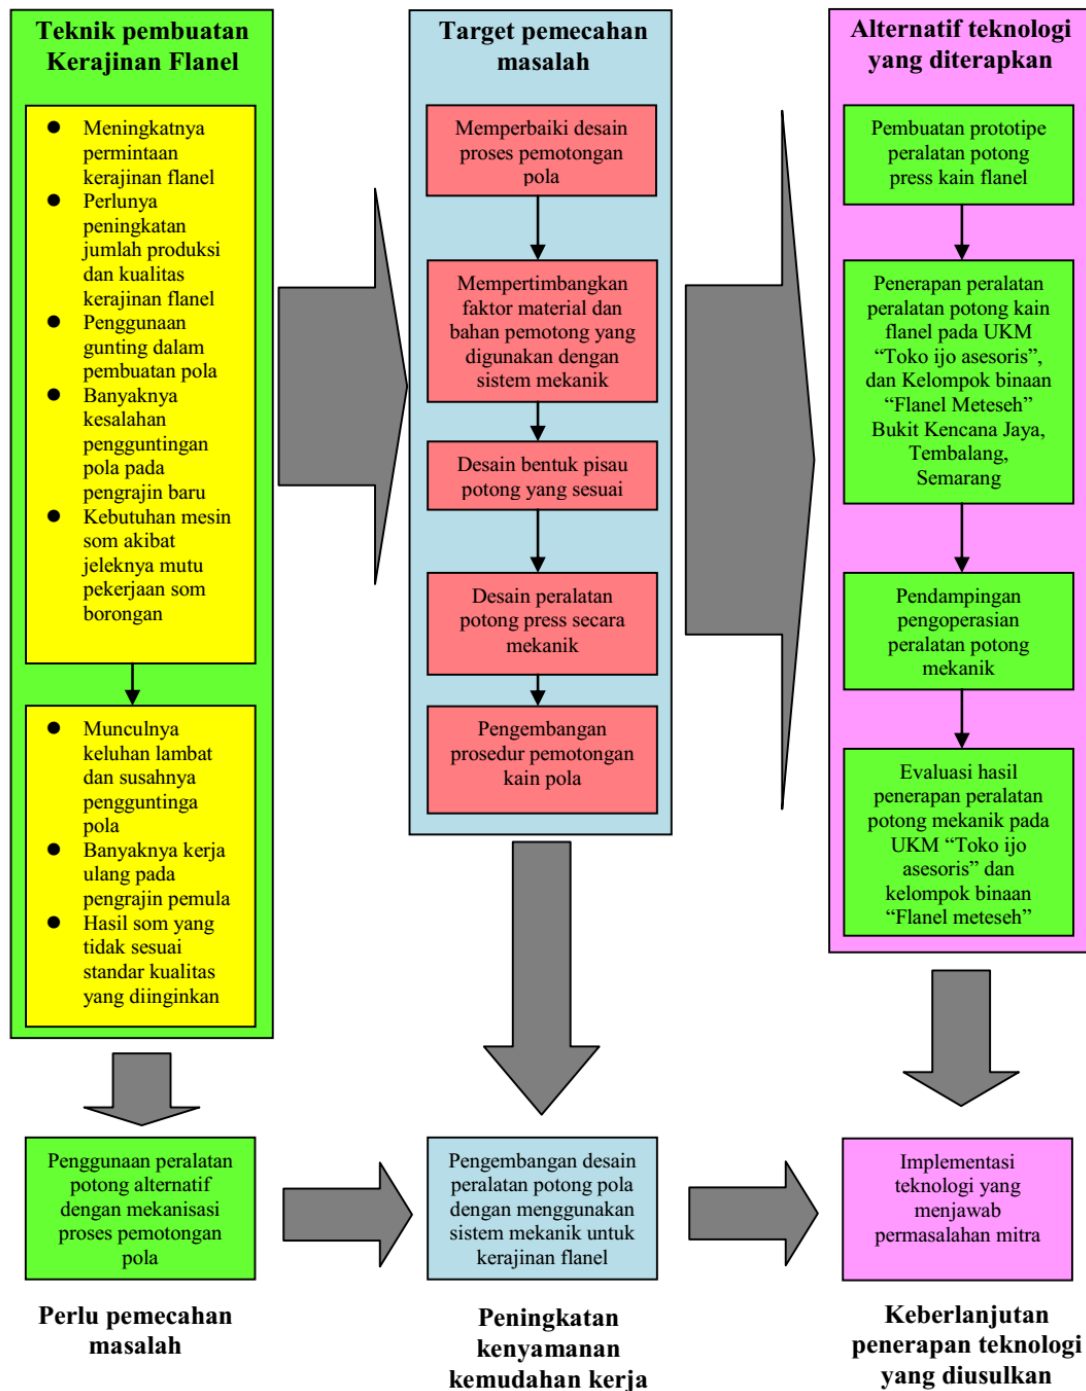 Teknik pembuatan
Kerajinan Flanel
● Meningkatnya
permintaan
kerajinan flanel
● Perlunya
peningkatan
jumlah produksi
dan kualitas
kerajinan flanel
● Penggunaan
gunting dalam
pembuatan pola
● Banyaknya
kesalahan
pengguntingan
pola pada
pengrajin baru
● Kebutuhan mesin
som akibat
jeleknya mutu
pekerjaan som
borongan
● Munculnya
keluhan lambat
dan susahnya
pengguntinga
pola
● Banyaknya kerja
ulang pada
pengrajin pemula
● Hasil som yang
tidak sesuai
standar kualitas
yang diinginkan
Penggunaan peralatan
potong alternatif
dengan mekanisasi
proses pemotongan
pola
Perlu pemecahan
masalah
Target pemecahan
masalah
Memperbaiki desain
proses pemotongan
pola
Mempertimbangkan
faktor material dan
bahan pemotong yang
digunakan dengan
sistem mekanik
Desain bentuk pisau
potong yang sesuai
Desain peralatan
potong press secara
mekanik
Pengembangan
prosedur pemotongan
kain pola
Pengembangan desain
peralatan potong pola
dengan menggunakan
sistem mekanik untuk
kerajinan flanel
Peningkatan
kenyamanan
kemudahan kerja
Alternatif teknologi
yang diterapkan
Pembuatan prototipe
peralatan potong
press kain flanel
Penerapan peralatan
peralatan potong kain
flanel pada UKM
“Toko ijo asesoris”,
dan Kelompok binaan
“Flanel Meteseh”
Bukit Kencana Jaya,
Tembalang,
Semarang
Pendampingan
pengoperasian
peralatan potong
mekanik
Evaluasi hasil
penerapan peralatan
potong mekanik pada
UKM “Toko ijo
asesoris” dan
kelompok binaan
“Flanel meteseh”
Implementasi
teknologi yang
menjawab
permasalahan mitra
Keberlanjutan
penerapan teknologi
yang diusulkan